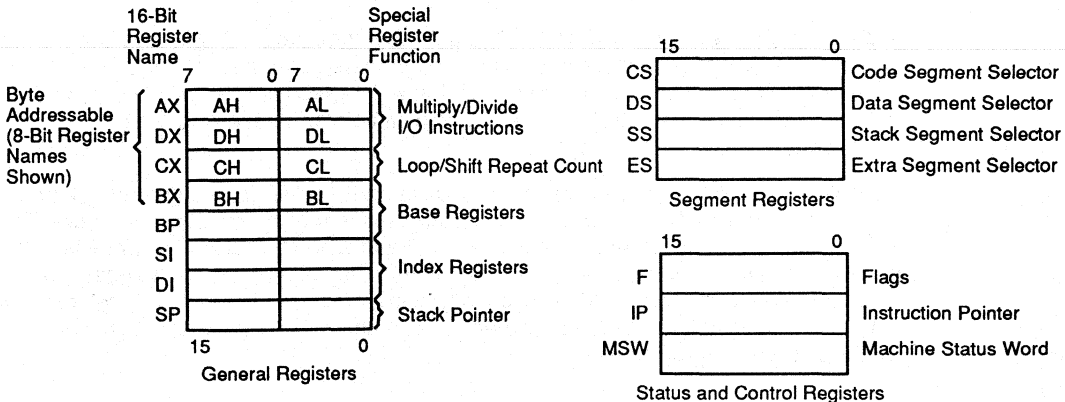 16-Bit
Register
Name
Special
Register
Function
7 0 7 0
Byte
Addressable
(8-Bit Register
Names
Shown)
AX AH AL
DX DH DL
CX CH CL
BX BH BL
BP
SI
DI
SP
Multiply/Divide
I/O Instructions
Loop/Shift Repeat Count
Base Registers
Index Registers
Stack Pointer
15 0
General Registers
15 0
CS Code Segment Selector
DS Data Segment Selector
SS Stack Segment Selector
ES Extra Segment Selector
Segment Registers
15 0
F Flags
IP Instruction Pointer
MSW Machine Status Word
Status and Control Registers